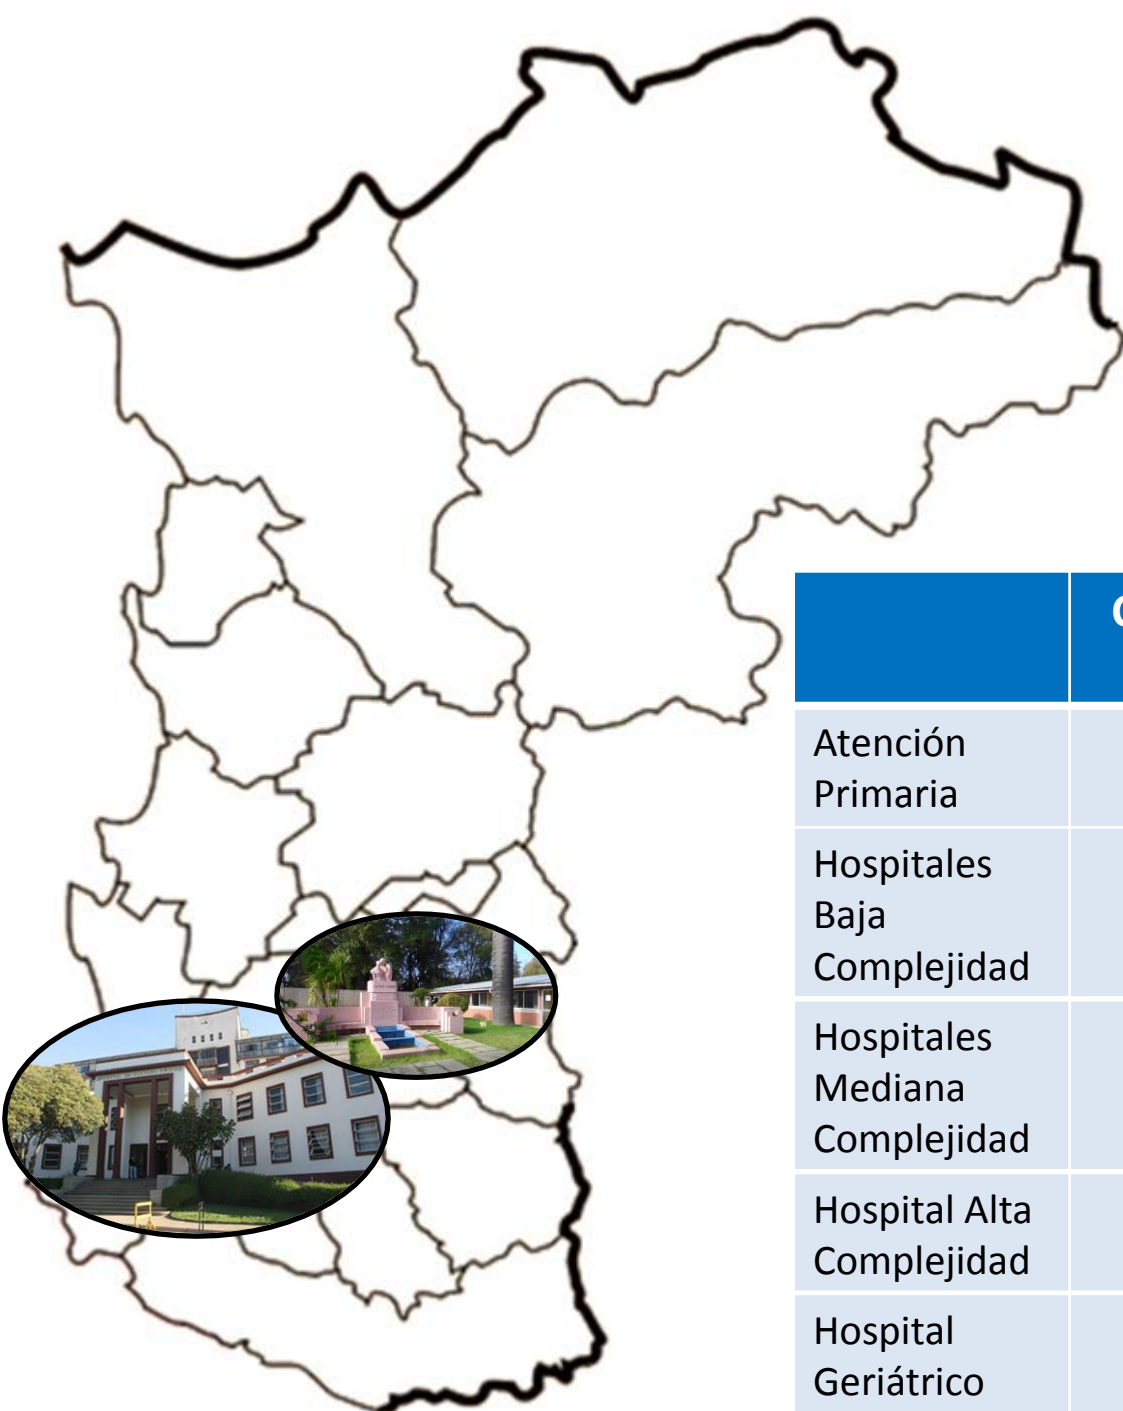 Atención
Primaria
Hospitales
Baja
Complejidad
Hospitales
Mediana
Complejidad
Hospital Alta
Complejidad
Hospital
Geriátrico